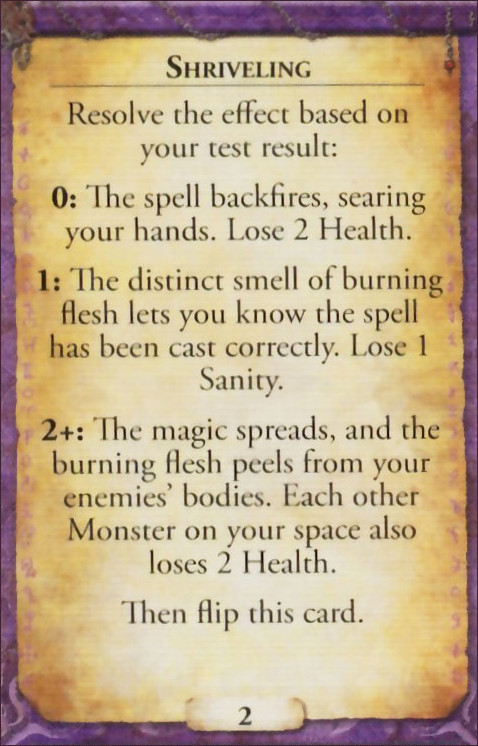 SHRIVELING
Resolve the effect based on
your test result:
0: The spell backfires, searing
your hands. Lose 2 Health.
1: The distinct smell of burning
flesh lets you know the spell
has been cast correctly. Lose 1
Sanity.
2+: The magic spreads, and the
burning flesh peels from your
enemies' bodies. Each other
Monster on your space also
loses 2 Health.
Then flip this card.
2